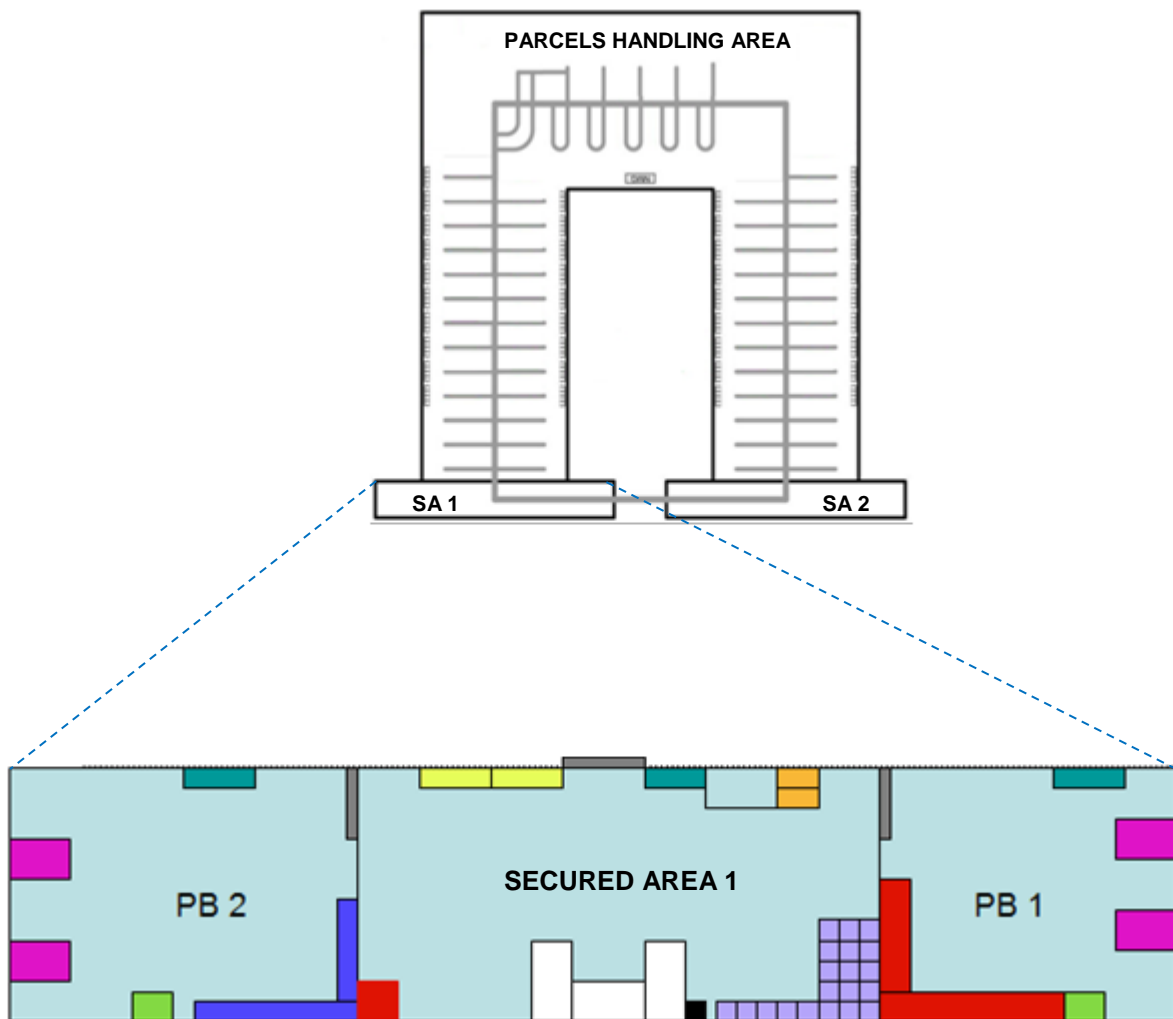 PARCELS HANDLING AREA
SA 1
SA 2
SECURED AREA 1
PB 2
PB 1